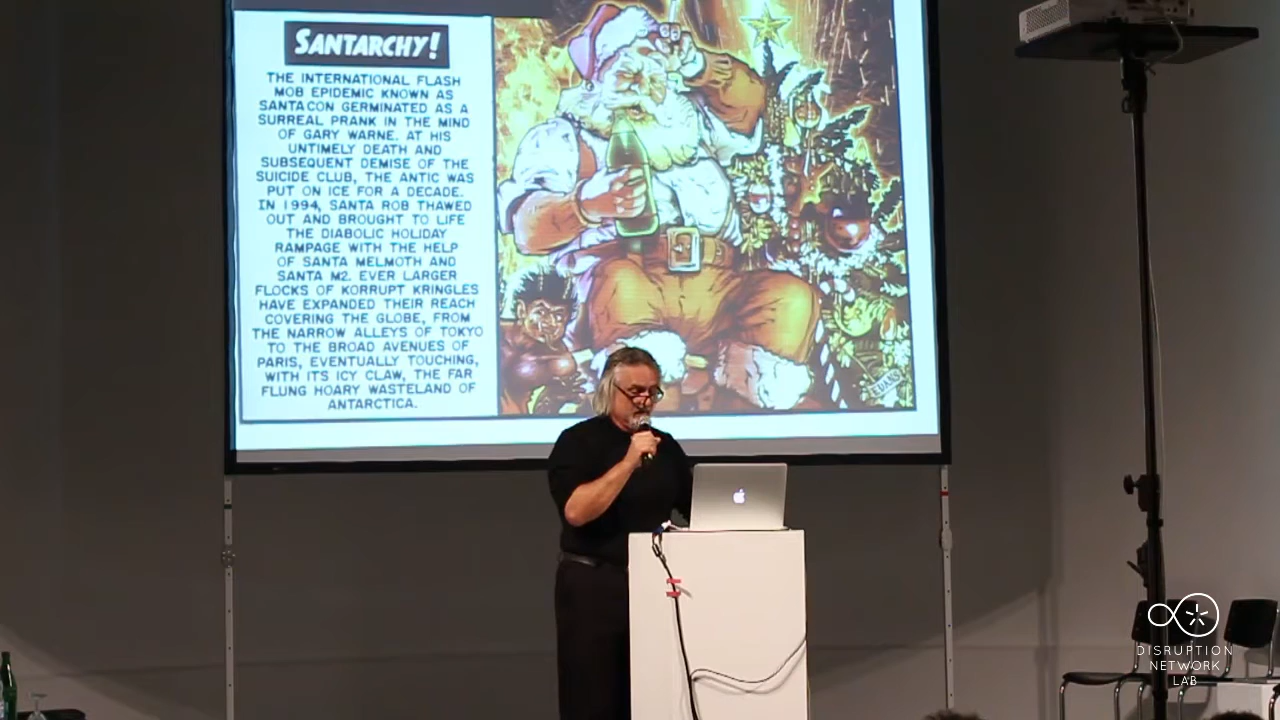 SANTARCHY!
THE INTERNATIONAL FLASH
MOB EPIDEMIC KNOWN AS
SANTACON GERMINATED AS A
SURREAL PRANK IN THE MIND
OF GARY WARNE. AT HIS
UNTIMELY DEATH AND
SUBSEQUENT DEMISE OF THE
SUICIDE CLUB, THE ANTIC WAS
PUT ON ICE FOR A DECADE.
IN 1994, SANTA ROB THAWED
OUT AND BROUGHT TO LIFE
THE DIABOLIC HOLIDAY
RAMPAGE WITH THE HELP
OF SANTA MELMOTH AND
SANTA M2. EVER LARGER
FLOCKS OF KORRUPT KRINGLES
HAVE EXPANDED THEIR REACH
COVERING THE GLOBE, FROM
THE NARROW ALLEYS OF TOKYO
TO THE BROAD AVENUES OF
PARIS, EVENTUALLY TOUCHING,
WITH ITS ICY CLAW, THE FAR
FLUNG HOARY WASTELAND OF
ANTARCTICA.
EVANS
DISRUPTION
NETWORK
LAB